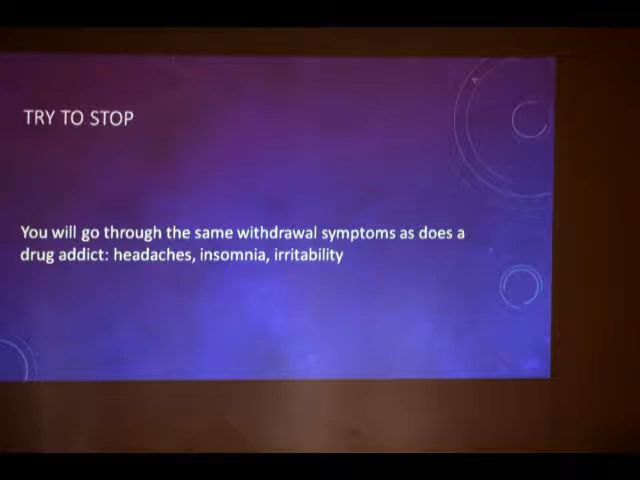 TRY TO STOP
You will go through the same withdrawal symptoms as does a
drug addict: headaches, insomnia, irritability